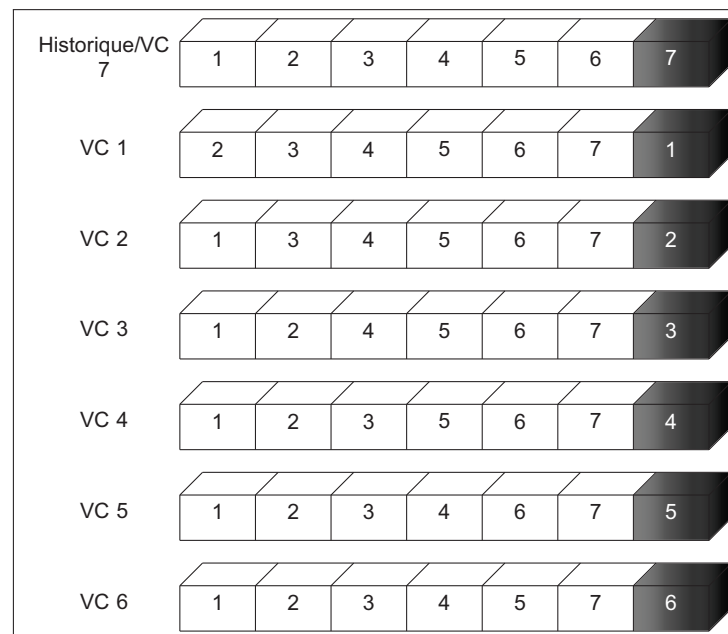 Historique/VC
7
1 2 3 4 5 6 7
VC 1
2 3 4 5 6 7 1
VC 2
1 3 4 5 6 7 2
VC 3
1 2 4 5 6 7 3
VC 4
1 2 3 5 6 7 4
VC 5
1 2 3 4 6 7 5
VC 6
1 2 3 4 5 7 6